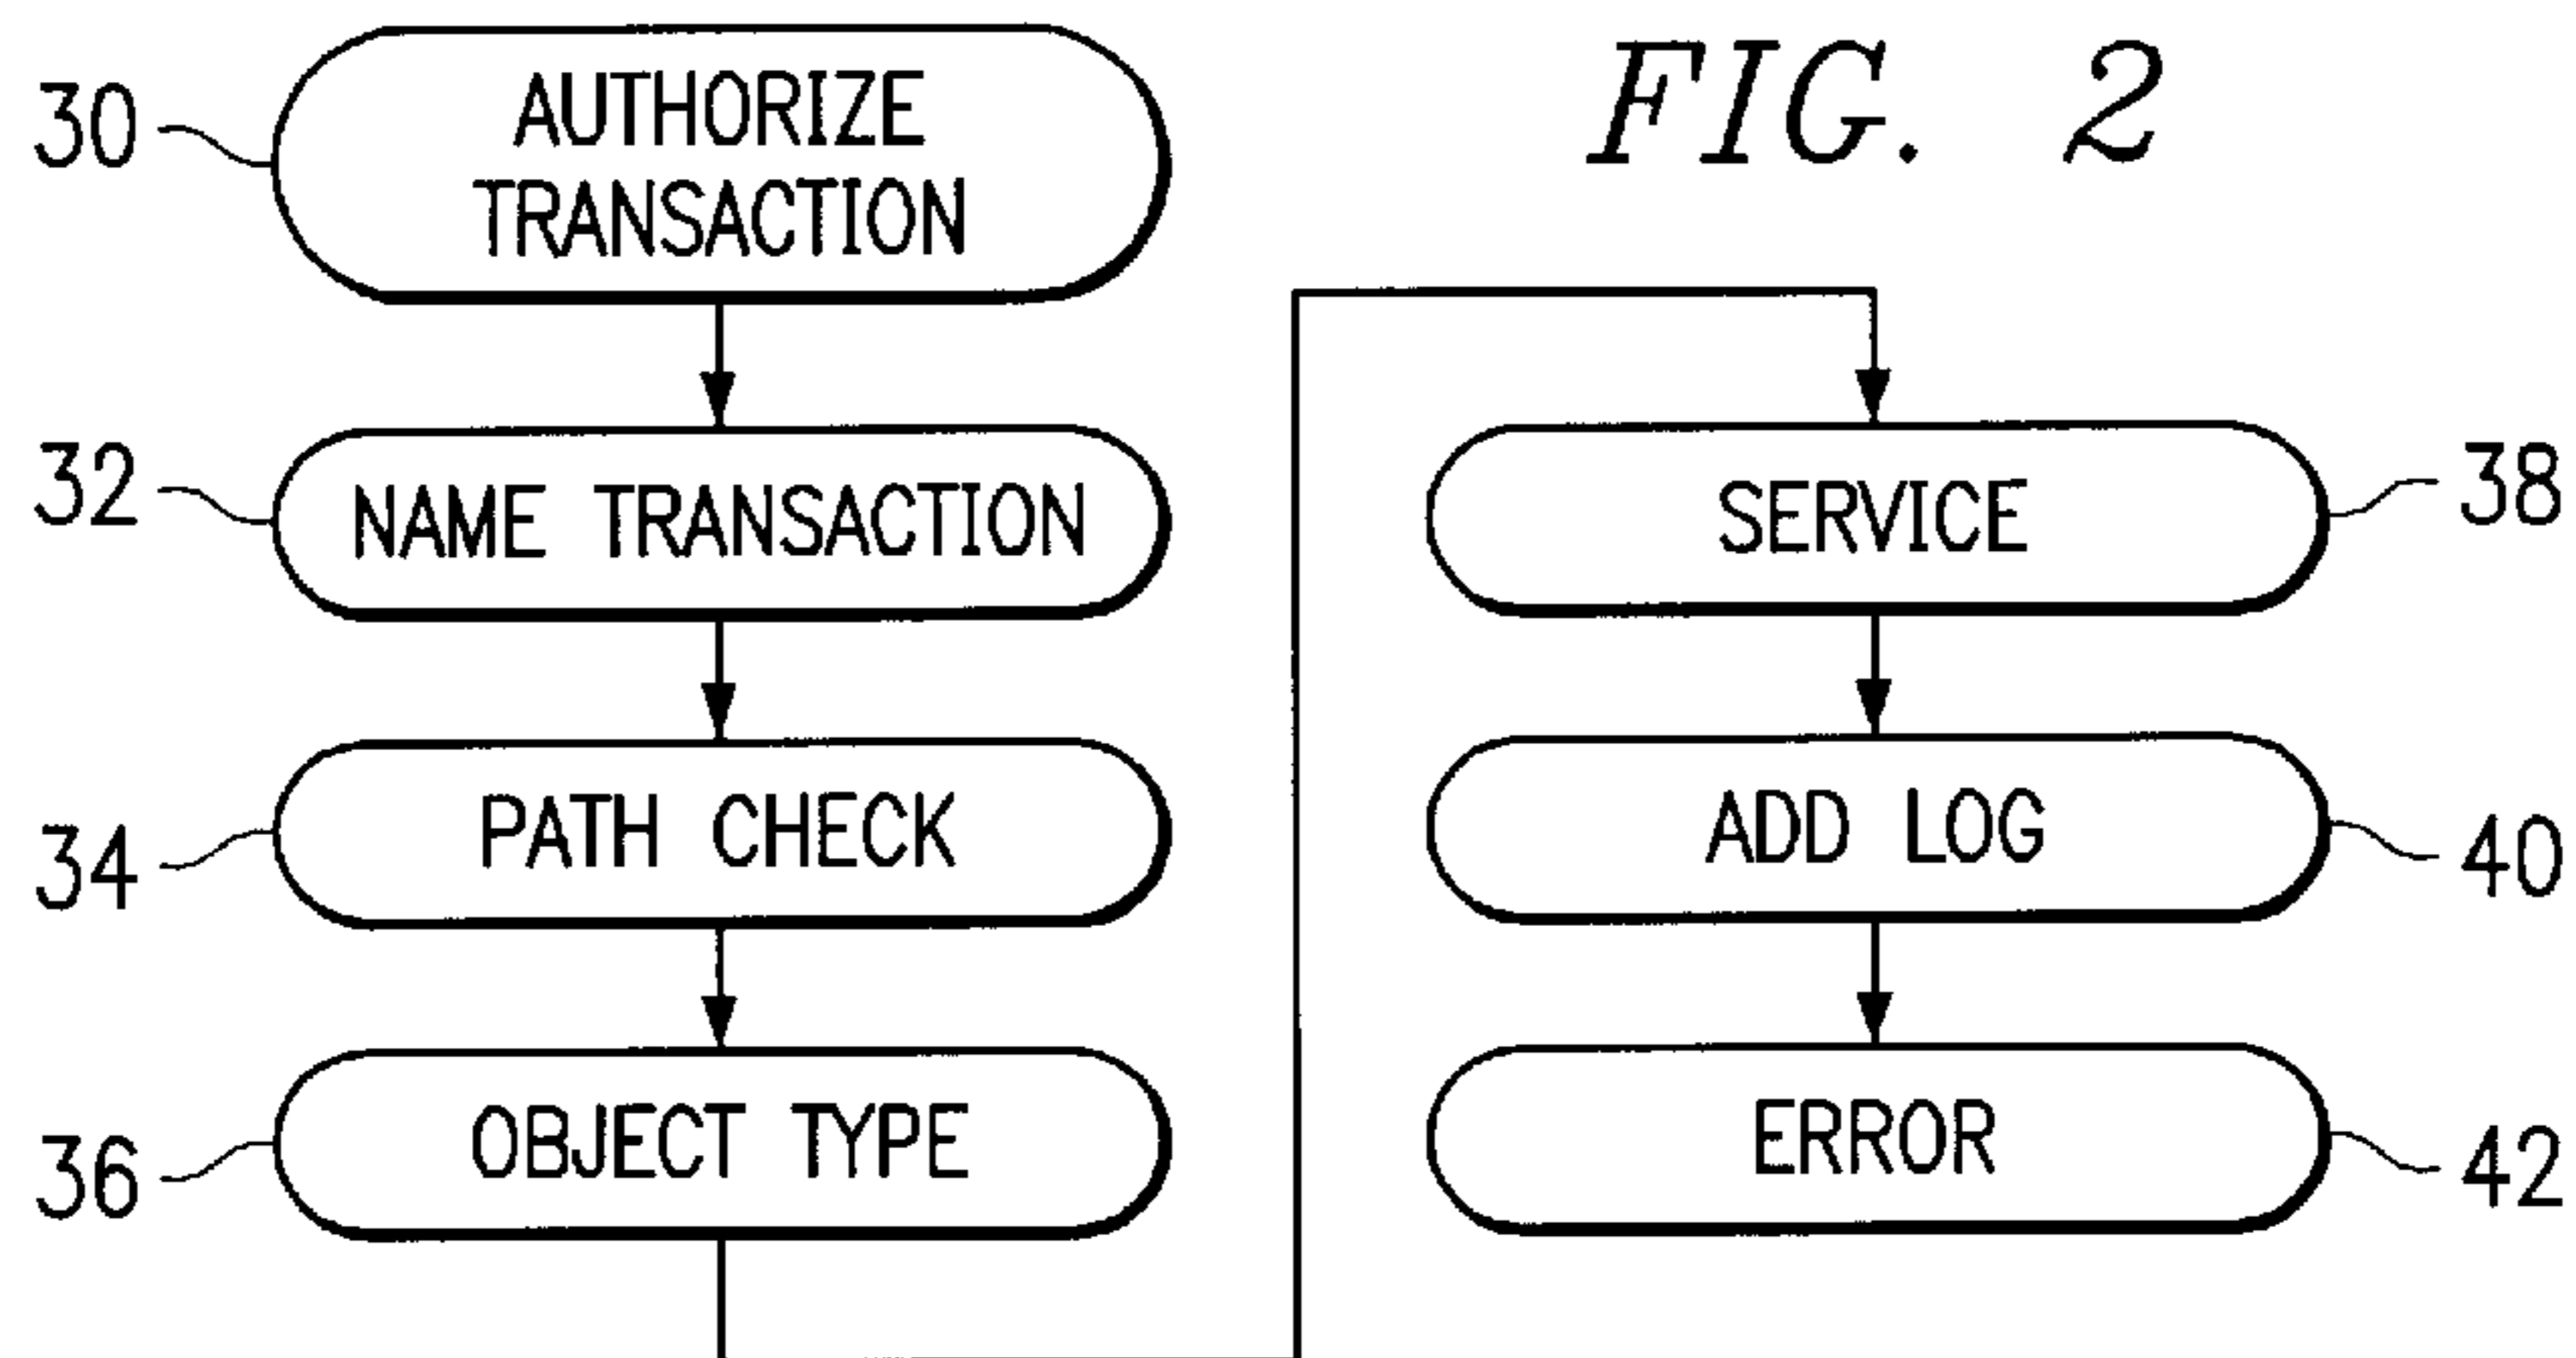 FIG. 2
30
AUTHORIZE
TRANSACTION
32
NAME TRANSACTION
34
PATH CHECK
36
OBJECT TYPE
SERVICE
38
ADD LOG
40
ERROR
42